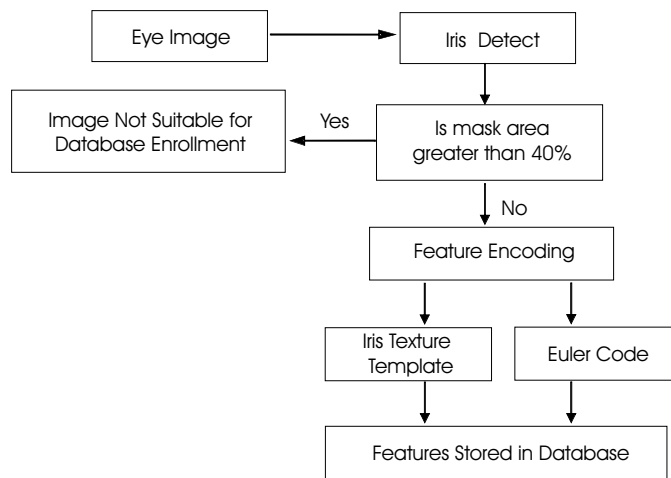 Eye Image
Iris Detect
Image Not Suitable for
Database Enrollment
Yes
Is mask area
greater than 40%
No
Feature Encoding
Iris Texture
Template
Euler Code
Features Stored in Database